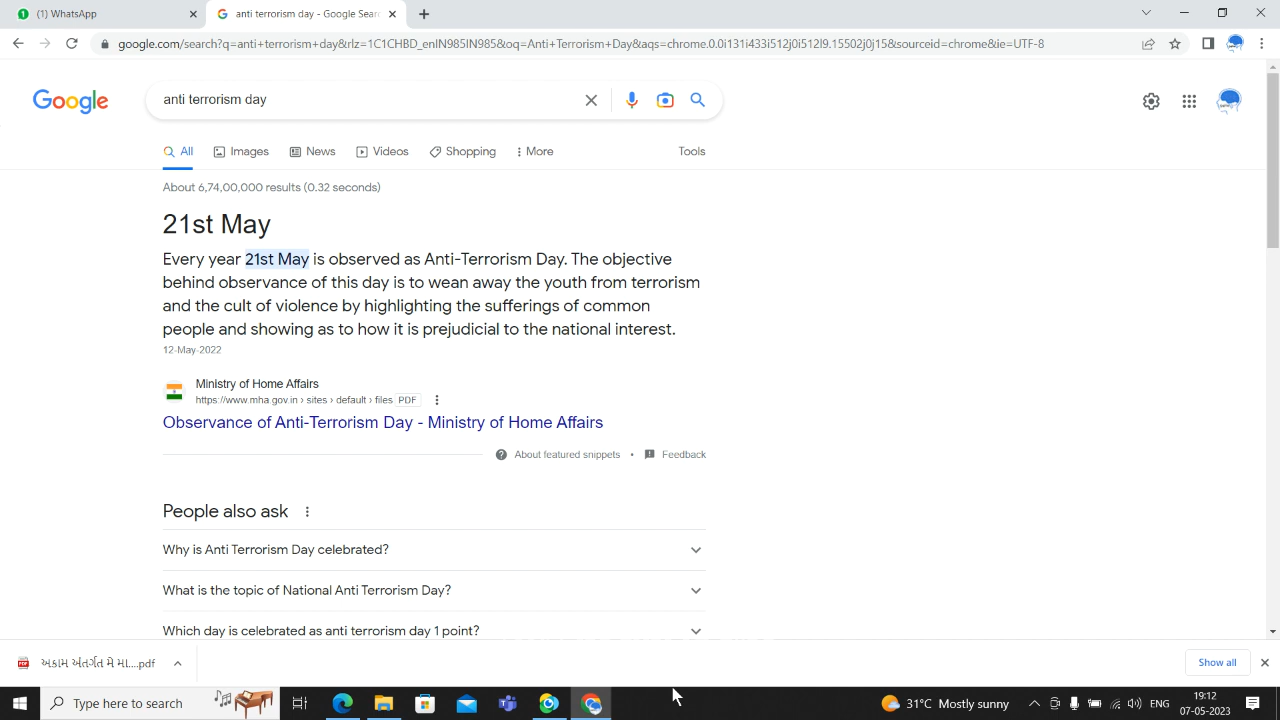 (1) WhatsApp
anti terrorism day - Google Sear
google.com/search?q=anti+terrorism+day&rlz=1C1CHBD_enIN985IN985&oq=Anti+Terrorism+Day&aqs=chrome.0.0i131i433i512j0i512l9.15502j0j15&sourceid=chrome&ie=UTF-8
Google
anti terrorism day
All Images News Videos Shopping More Tools
About 6,74,00,000 results (0.32 seconds)
21st May
Every year 21st May is observed as Anti-Terrorism Day. The objective
behind observance of this day is to wean away the youth from terrorism
and the cult of violence by highlighting the sufferings of common
people and showing as to how it is prejudicial to the national interest.
12-May-2022
Ministry of Home Affairs
https://www.mha.gov.in › sites › default › files PDF
Observance of Anti-Terrorism Day - Ministry of Home Affairs
About featured snippets • Feedback
People also ask
Why is Anti Terrorism Day celebrated?
What is the topic of National Anti Terrorism Day?
Which day is celebrated as anti terrorism day 1 point?
અકામ અંતર્ગત મે મા....pdf
Show all
Type here to search
31°C Mostly sunny
ENG
19:12
07-05-2023